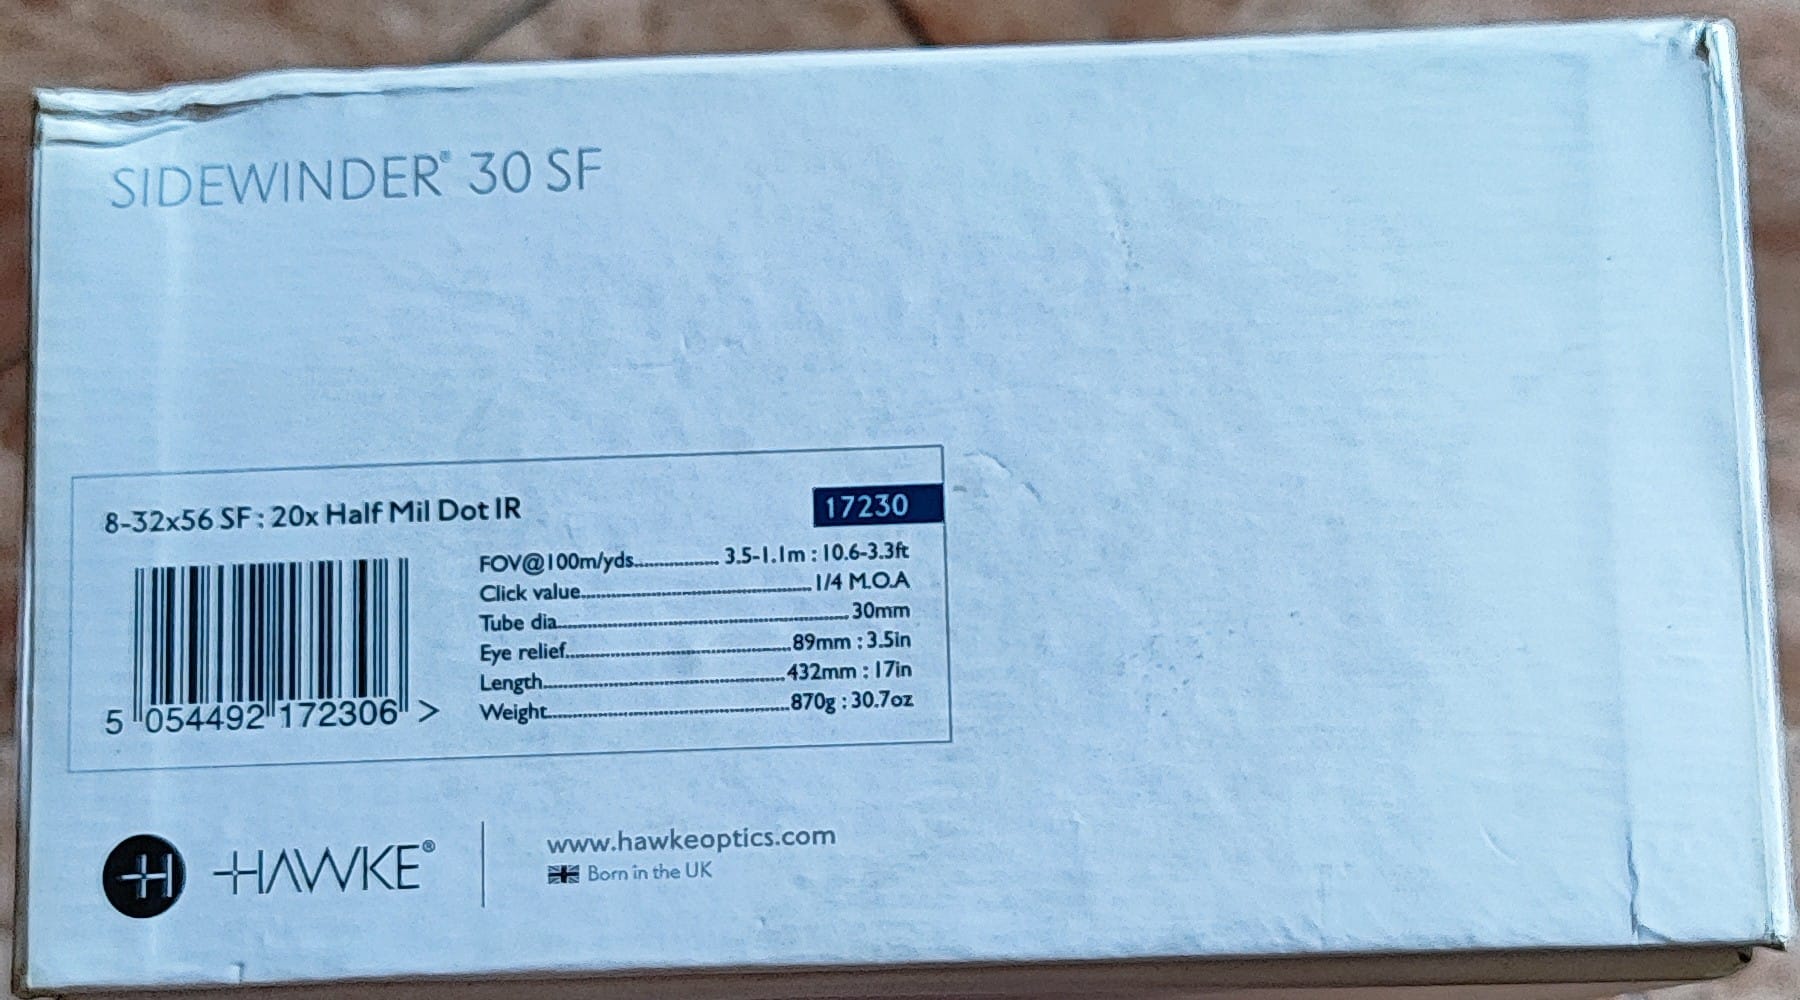 SIDEWINDER® 30 SF
8-32x56 SF : 20x Half Mil Dot IR
17230
FOV@100m/yds.................. 3.5-1.1m : 10.6-3.3ft
Click value.................. 1/4 M.O.A
Tube dia.................. 30mm
Eye relief.................. 89mm : 3.5in
Length.................. 432mm : 17in
Weight.................. 870g : 30.7oz
5 054492 172306 >
HAWKE®
www.hawkeoptics.com
Born in the UK